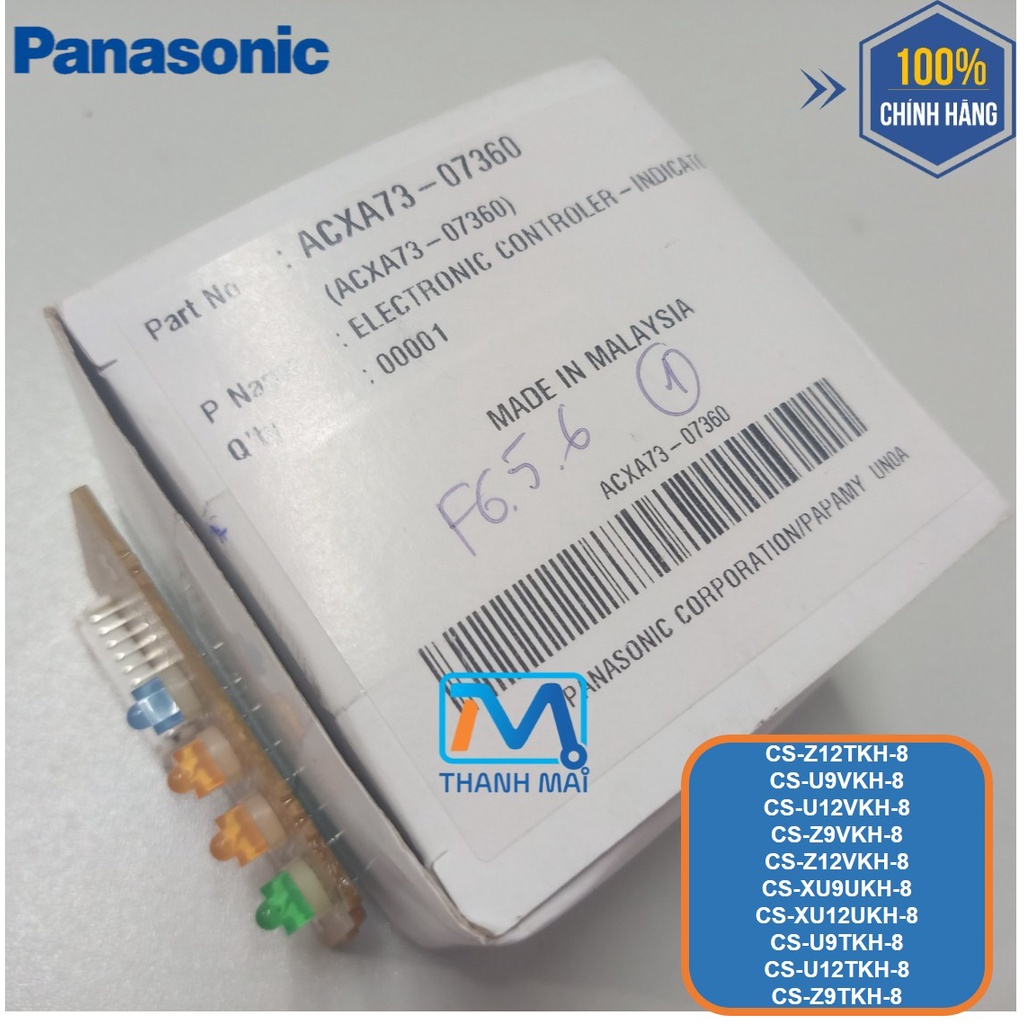 Panasonic
100%
CHÍNH HÃNG
Part No : ACXA73-07360
(ACXA73-07360)
P Name : ELECTRONIC CONTROLER-INDICATO
Q'ty : 00001
MADE IN MALAYSIA
F6.5.6 1
ACXA73-07360
PANASONIC CORPORATION/PAPAMY UNOA
THANH MAI
CS-Z12TKH-8
CS-U9VKH-8
CS-U12VKH-8
CS-Z9VKH-8
CS-Z12VKH-8
CS-XU9UKH-8
CS-XU12UKH-8
CS-U9TKH-8
CS-U12TKH-8
CS-Z9TKH-8